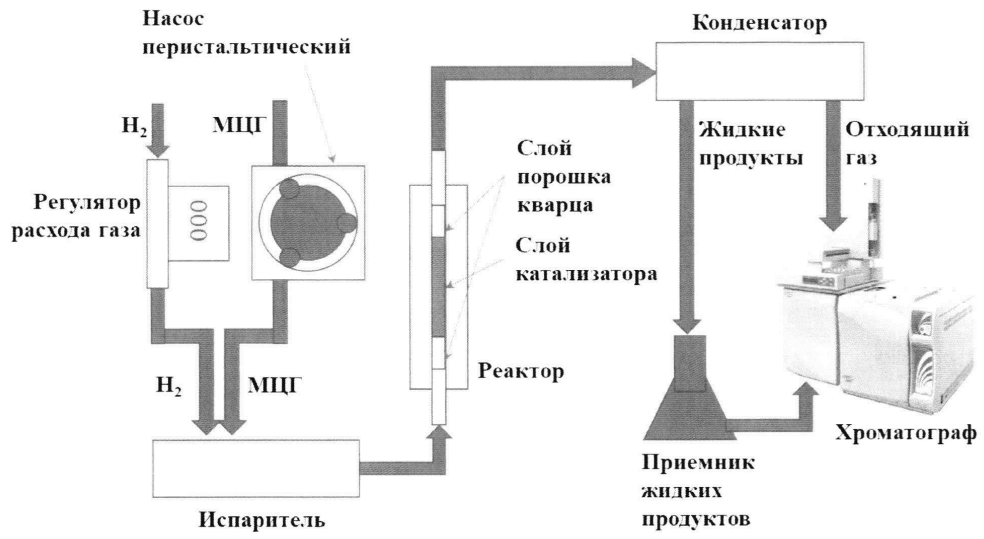 Насос
перистальтический
H₂
МЦГ
Регулятор
расхода газа
000
H₂
МЦГ
Испаритель
Слой
порошка
кварца
Слой
катализатора
Реактор
Конденсатор
Жидкие
продукты
Отходящий
газ
Приемник
жидких
продуктов
Хроматограф